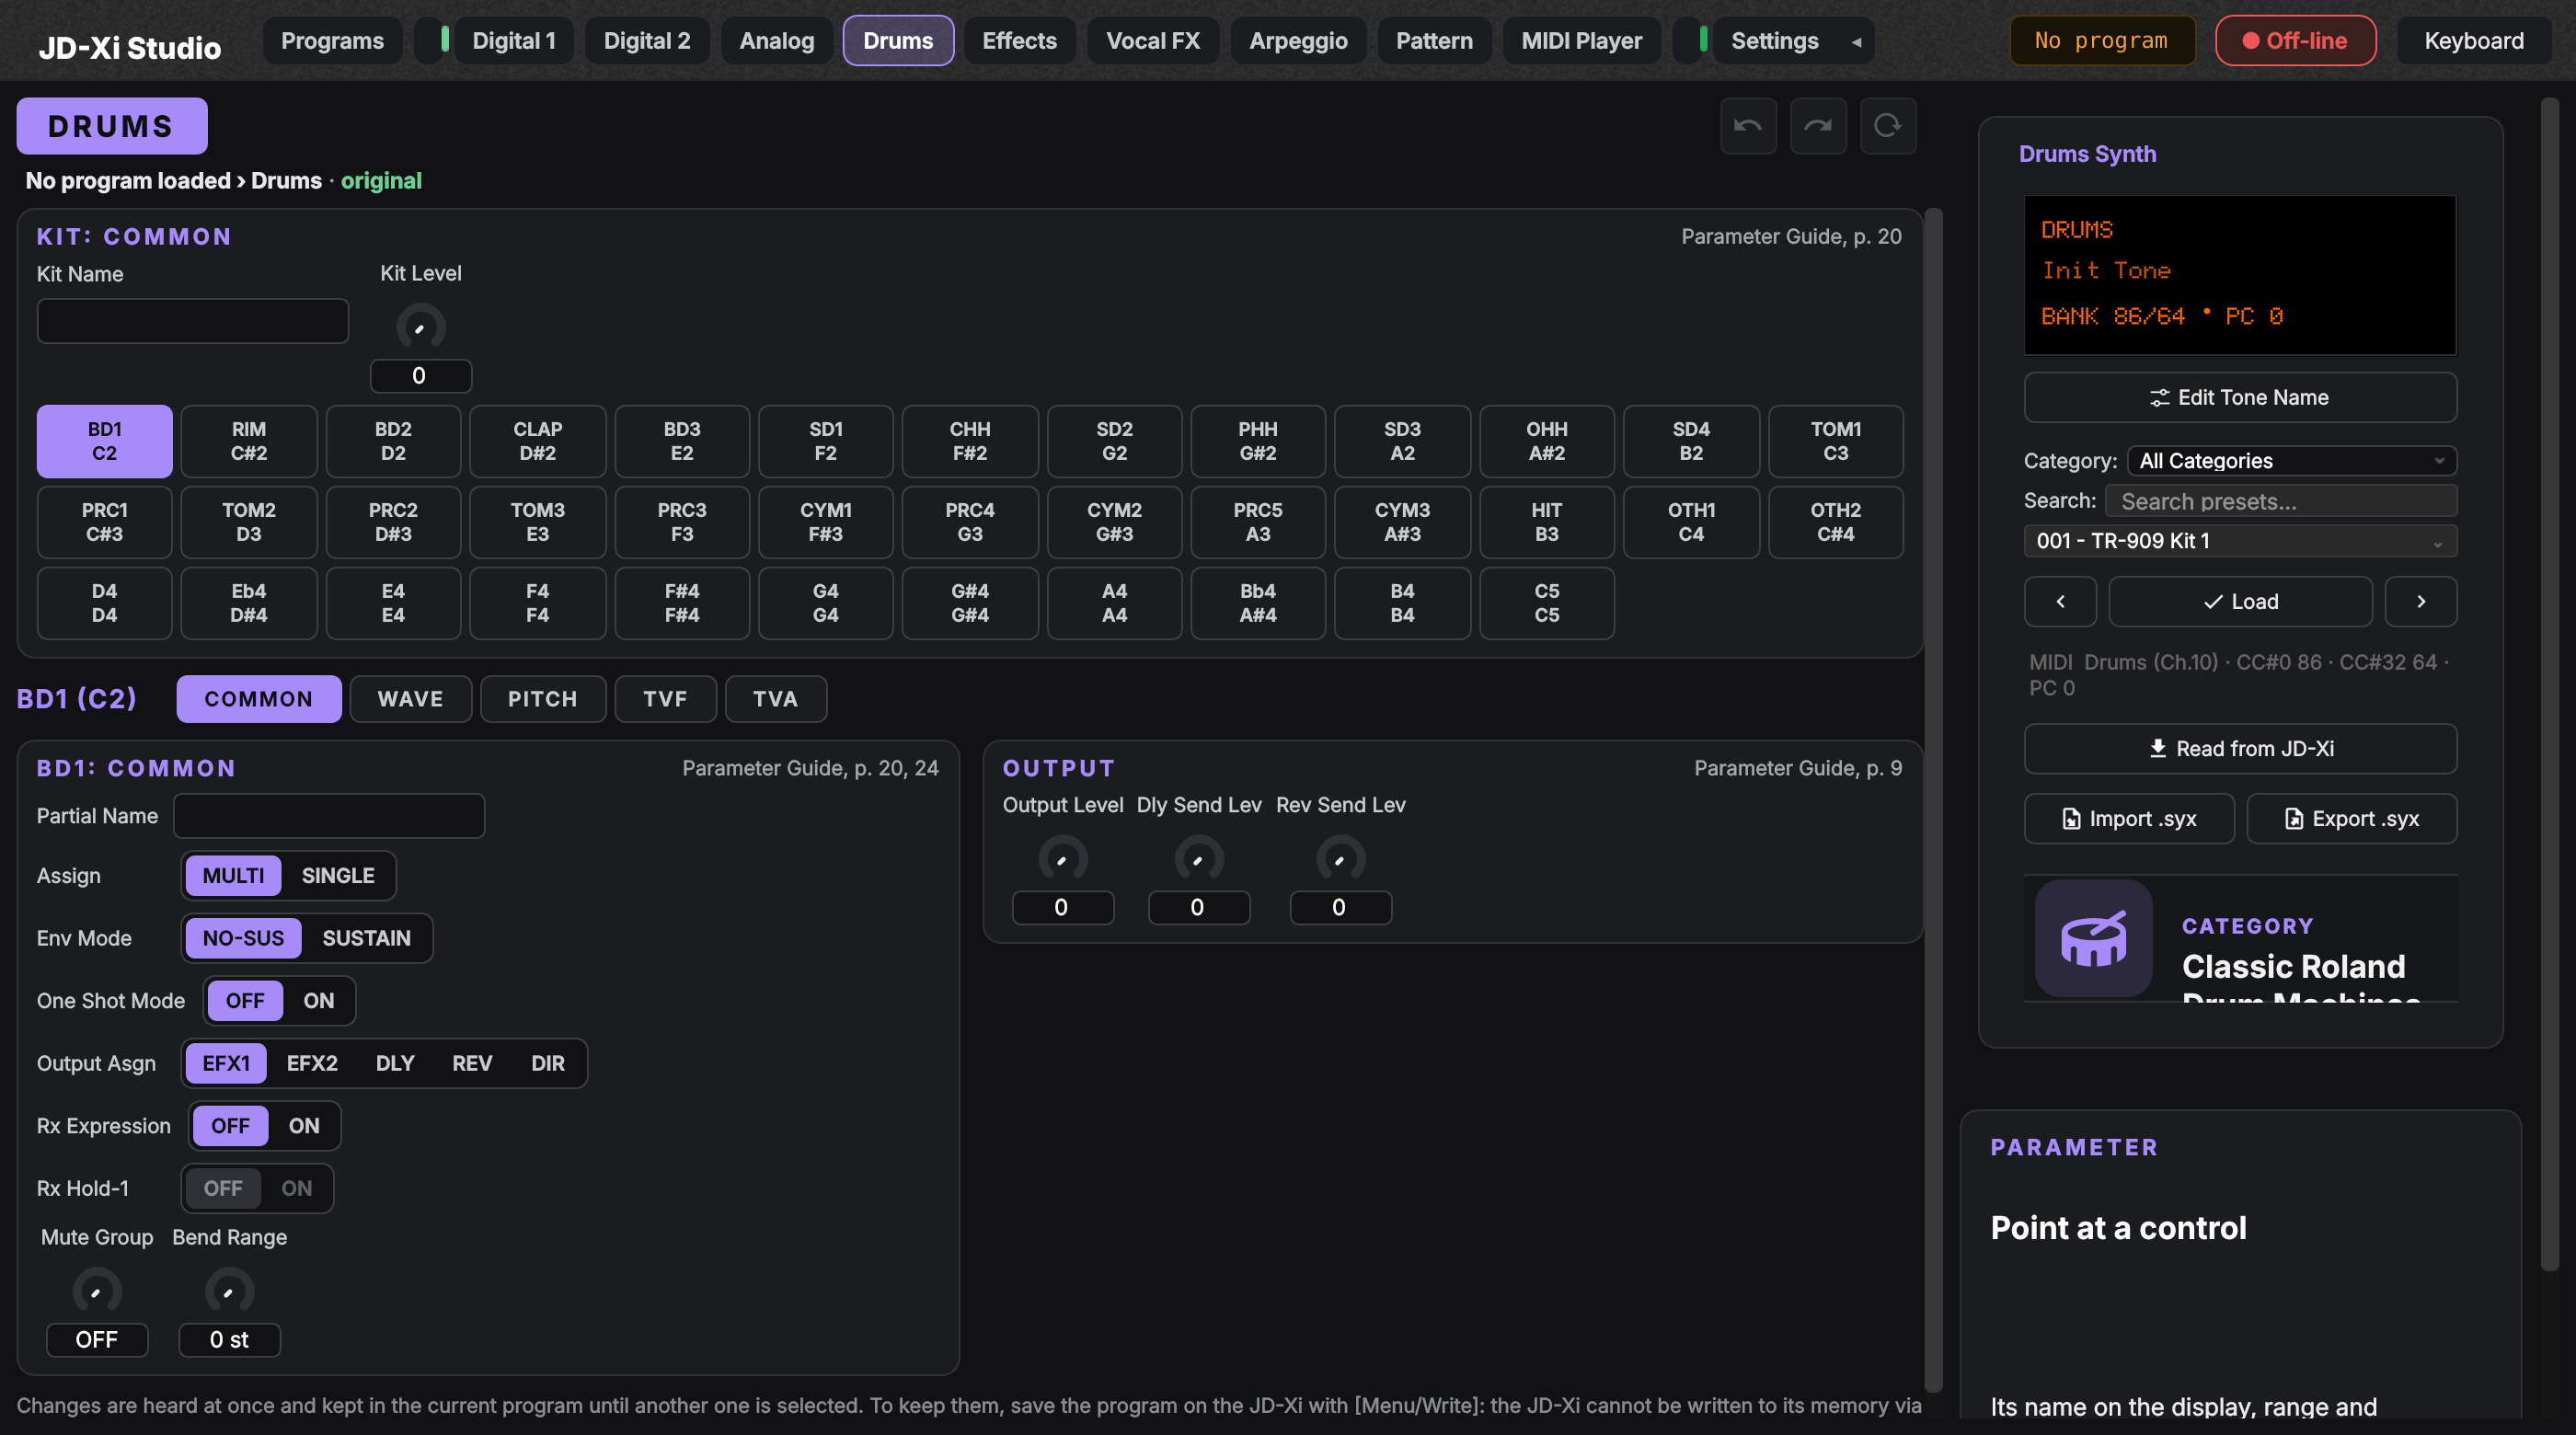 JD-Xi Studio
Programs
Digital 1
Digital 2
Analog
Drums
Effects
Vocal FX
Arpeggio
Pattern
MIDI Player
Settings
No program
Off-line
Keyboard
DRUMS
No program loaded › Drums · original
KIT: COMMON
Parameter Guide, p. 20
Kit Name
Kit Level
0
BD1 RIM BD2 CLAP BD3 SD1 CHH SD2 PHH SD3 OHH SD4 TOM1
C2 C#2 D2 D#2 E2 F2 F#2 G2 G#2 A2 A#2 B2 C3
PRC1 TOM2 PRC2 TOM3 PRC3 CYM1 PRC4 CYM2 PRC5 CYM3 HIT OTH1 OTH2
C#3 D3 D#3 E3 F3 F#3 G3 G#3 A3 A#3 B3 C4 C#4
D4 Eb4 E4 F4 F#4 G4 G#4 A4 Bb4 B4 C5
D4 D#4 E4 F4 F#4 G4 G#4 A4 A#4 B4 C5
BD1 (C2)
COMMON
WAVE
PITCH
TVF
TVA
BD1: COMMON
Parameter Guide, p. 20, 24
Partial Name
Assign MULTI SINGLE
Env Mode NO-SUS SUSTAIN
One Shot Mode OFF ON
Output Asgn EFX1 EFX2 DLY REV DIR
Rx Expression OFF ON
Rx Hold-1 OFF ON
Mute Group Bend Range
OFF 0 st
OUTPUT
Parameter Guide, p. 9
Output Level Dly Send Lev Rev Send Lev
0 0 0
Changes are heard at once and kept in the current program until another one is selected. To keep them, save the program on the JD-Xi with [Menu/Write]: the JD-Xi cannot be written to its memory via
Drums Synth
DRUMS
Init Tone
BANK 86/64 • PC 0
Edit Tone Name
Category: All Categories
Search: Search presets...
001 - TR-909 Kit 1
Load
MIDI Drums (Ch.10) · CC#0 86 · CC#32 64 ·
PC 0
Read from JD-Xi
Import .syx
Export .syx
CATEGORY
Classic Roland
Drum Machines
PARAMETER
Point at a control
Its name on the display, range and